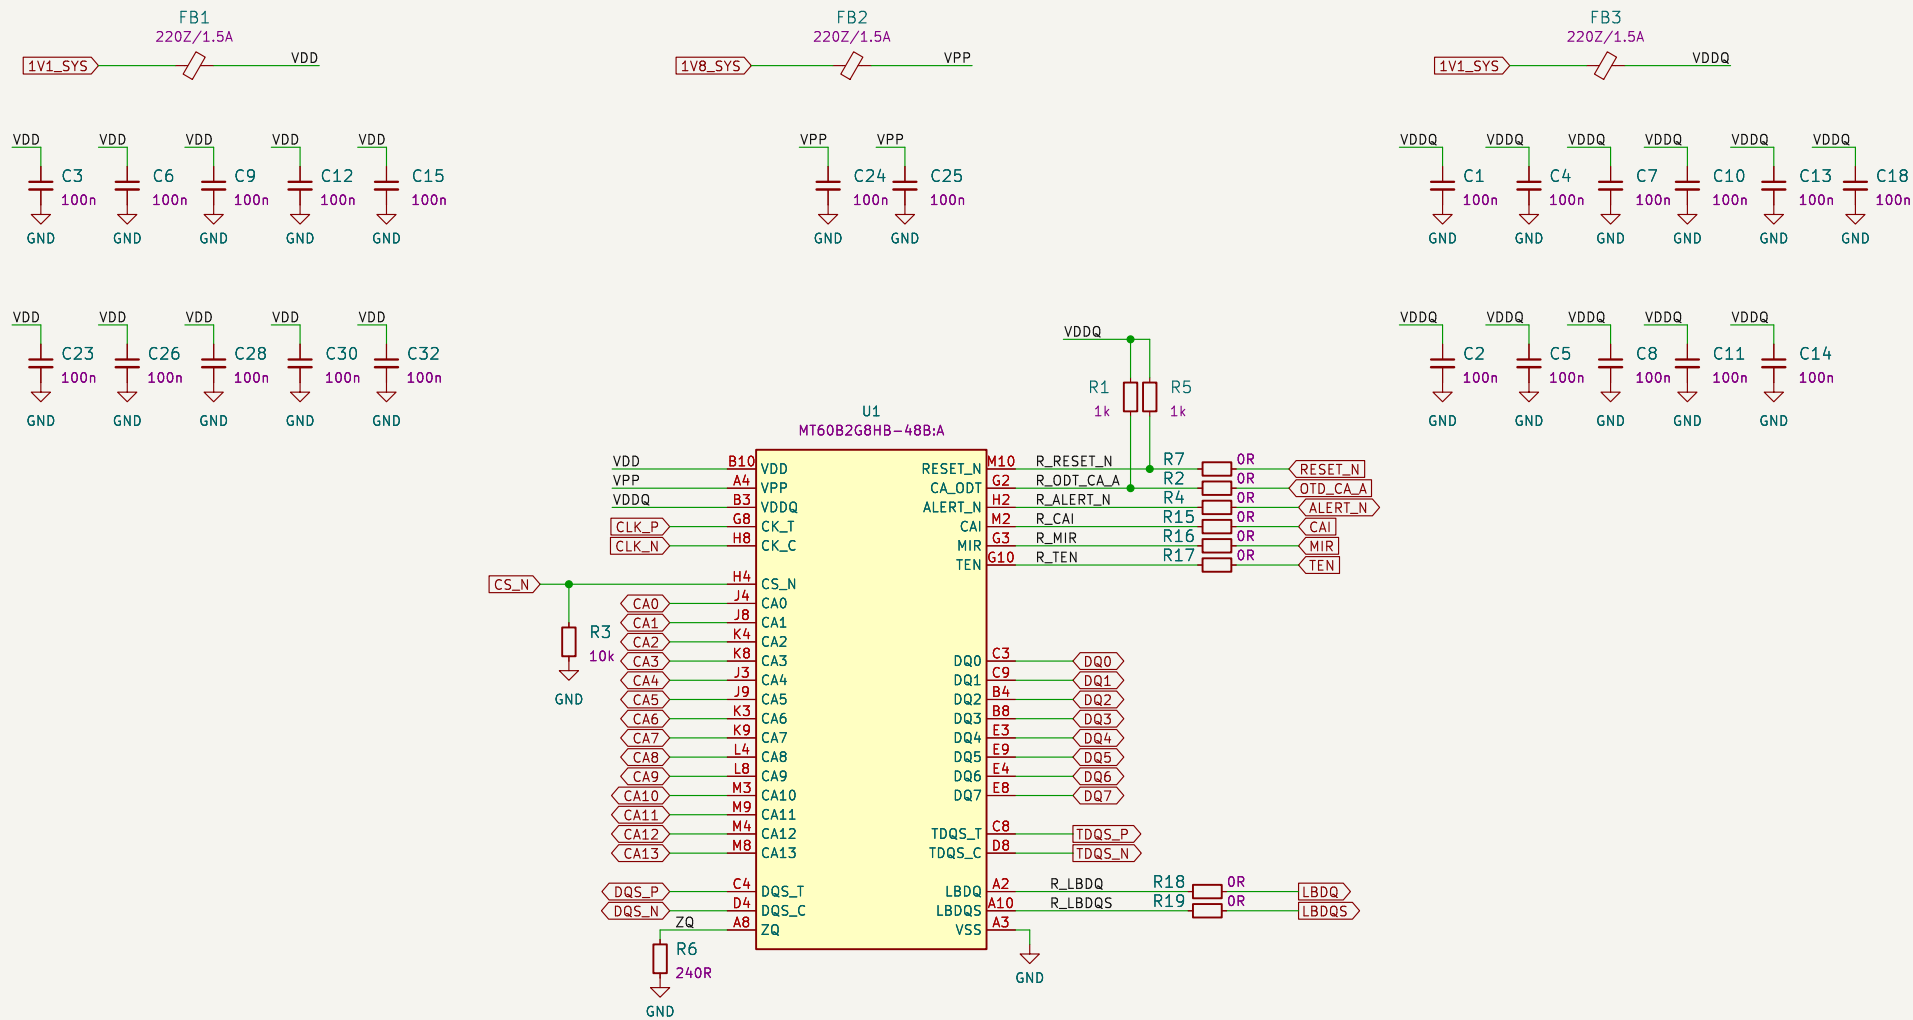 FB1
220Z/1.5A
1V1_SYS
VDD
FB2
220Z/1.5A
1V8_SYS
VPP
FB3
220Z/1.5A
1V1_SYS
VDDQ
VDD VDD VDD VDD VDD
C3 C6 C9 C12 C15
100n 100n 100n 100n 100n
GND GND GND GND GND
VPP VPP
C24 C25
100n 100n
GND GND
VDDQ VDDQ VDDQ VDDQ VDDQ VDDQ
C1 C4 C7 C10 C13 C18
100n 100n 100n 100n 100n 100n
GND GND GND GND GND GND
VDD VDD VDD VDD VDD
C23 C26 C28 C30 C32
100n 100n 100n 100n 100n
GND GND GND GND GND
VDDQ VDDQ VDDQ VDDQ VDDQ
C2 C5 C8 C11 C14
100n 100n 100n 100n 100n
GND GND GND GND GND
VDDQ
R1 R5
1k 1k
U1
MT60B2G8HB-48B:A
VDD B10 VDD
VPP A4 VPP
VDDQ B3 VDDQ
CLK_P G8 CK_T
CLK_N H8 CK_C
CS_N H4 CS_N
CA0 J4 CA0
CA1 J8 CA1
CA2 K4 CA2
CA3 K8 CA3
CA4 J3 CA4
CA5 J9 CA5
CA6 K3 CA6
CA7 K9 CA7
CA8 L4 CA8
CA9 L8 CA9
CA10 M3 CA10
CA11 M9 CA11
CA12 M4 CA12
CA13 M8 CA13
R3
10k
GND
DQS_P C4 DQS_T
DQS_N D4 DQS_C
ZQ A8 ZQ
R6
240R
GND
RESET_N M10 R_RESET_N R7 0R RESET_N
CA_ODT G2 R_ODT_CA_A R2 0R OTD_CA_A
ALERT_N H2 R_ALERT_N R4 0R ALERT_N
CAI M2 R_CAI R15 0R CAI
MIR G3 R_MIR R16 0R MIR
TEN G10 R_TEN R17 0R TEN
DQ0 C3 DQ0
DQ1 C9 DQ1
DQ2 B4 DQ2
DQ3 B8 DQ3
DQ4 E3 DQ4
DQ5 E9 DQ5
DQ6 E4 DQ6
DQ7 E8 DQ7
TDQS_T C8 TDQS_P
TDQS_C D8 TDQS_N
LBDQ A2 R_LBDQ R18 0R LBDQ
LBDQS A10 R_LBDQS R19 0R LBDQS
VSS A3
GND